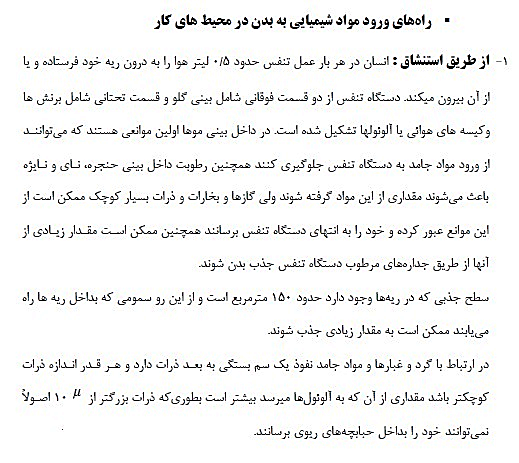 ▪ راه‌های ورود مواد شیمیایی به بدن در محیط های کار
۱- از طریق استنشاق : انسان در هر بار عمل تنفس حدود ۰/۵ لیتر هوا را به درون ریه خود فرستاده و یا
از آن بیرون میکند. دستگاه تنفس از دو قسمت فوقانی شامل بینی گلو و قسمت تحتانی شامل برنش ها
وکیسه های هوائی یا آلوئولها تشکیل شده است. در داخل بینی موها اولین موانعی هستند که می‌توانند
از ورود مواد جامد به دستگاه تنفس جلوگیری کنند همچنین رطوبت داخل بینی حنجره، نای و نایژه
باعث می‌شوند مقداری از این مواد گرفته شوند ولی گازها و بخارات و ذرات بسیار کوچک ممکن است از
این موانع عبور کرده و خود را به انتهای دستگاه تنفس برسانند همچنین ممکن است مقدار زیادی از
آنها از طریق جدارهای مرطوب دستگاه تنفس جذب بدن شوند.
سطح جذبی که در ریه‌ها وجود دارد حدود ۱۵۰ مترمربع است و از این رو سمومی که بداخل ریه ها راه
می‌یابند ممکن است به مقدار زیادی جذب شوند.
در ارتباط با گرد و غبارها و مواد جامد نفوذ یک سم بستگی به بعد ذرات دارد و هر قدر اندازه ذرات
کوچکتر باشد مقداری از آن که به آلوئول‌ها میرسد بیشتر است بطوری‌که ذرات بزرگتر از ۱۰ µ اصولاً
نمی‌توانند خود را بداخل حبابچه‌های ریوی برسانند.